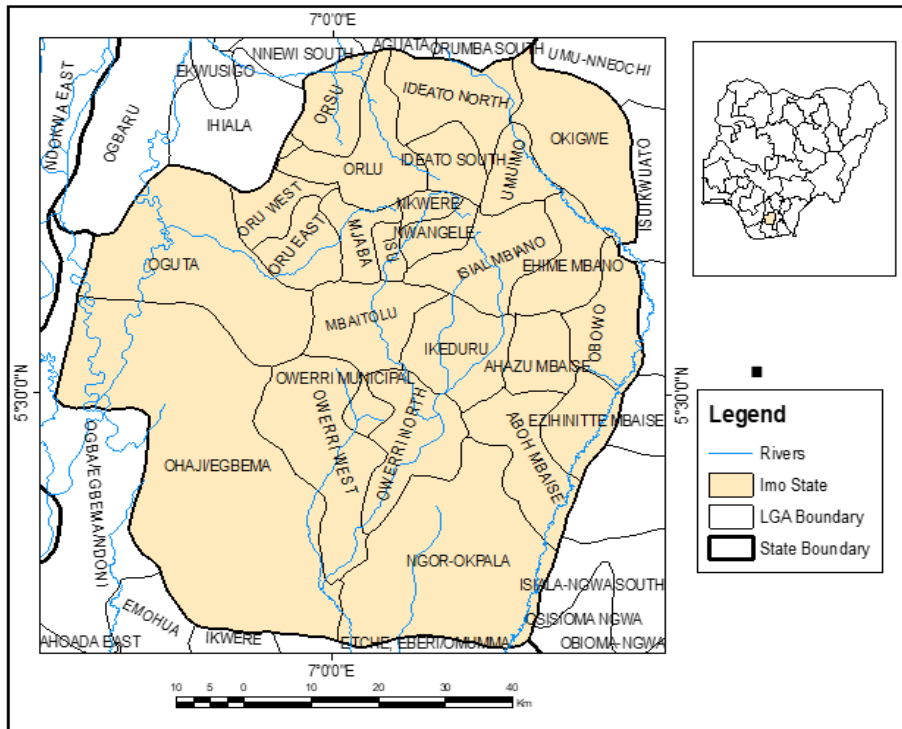 7°0'0"E
NNEWI SOUTH
AGUATA
ORUMBA SOUTH
UMU-NNEOCHI
EKWUSIGO
NDOKWA EAST
OGBARU
IHIALA
ORSU
IDEATO NORTH
OKIGWE
ISUIKWUATO
ORLU
IDEATO SOUTH
UMUIMO
ORU WEST
NKWERE
ORU EAST
MJABA
ISU
NWANGELE
ISIALMBIANO
EHIME MBANO
OGUTA
MBAITOLU
IKEDURU
OBOWO
AHAZU MBAISE
OWERRI MUNICIPAL
5°30'0"N
5°30'0"N
OWERRI WEST
OWERRI NORTH
ABOH MBAISE
EZIHINITTE MBAISE
OGBA/EGBEMA/NDONI
OHAJI/EGBEMA
NGOR-OKPALA
ISIALA-NGWA SOUTH
EMOHUA
OSISIOMA NGWA
AHOADA EAST
IKWERE
ETCHE, EBERI/OMUMMA
OBIOMA-NGWA
7°0'0"E
10 5 0 10 20 30 40
Km
Legend
Rivers
Imo State
LGA Boundary
State Boundary